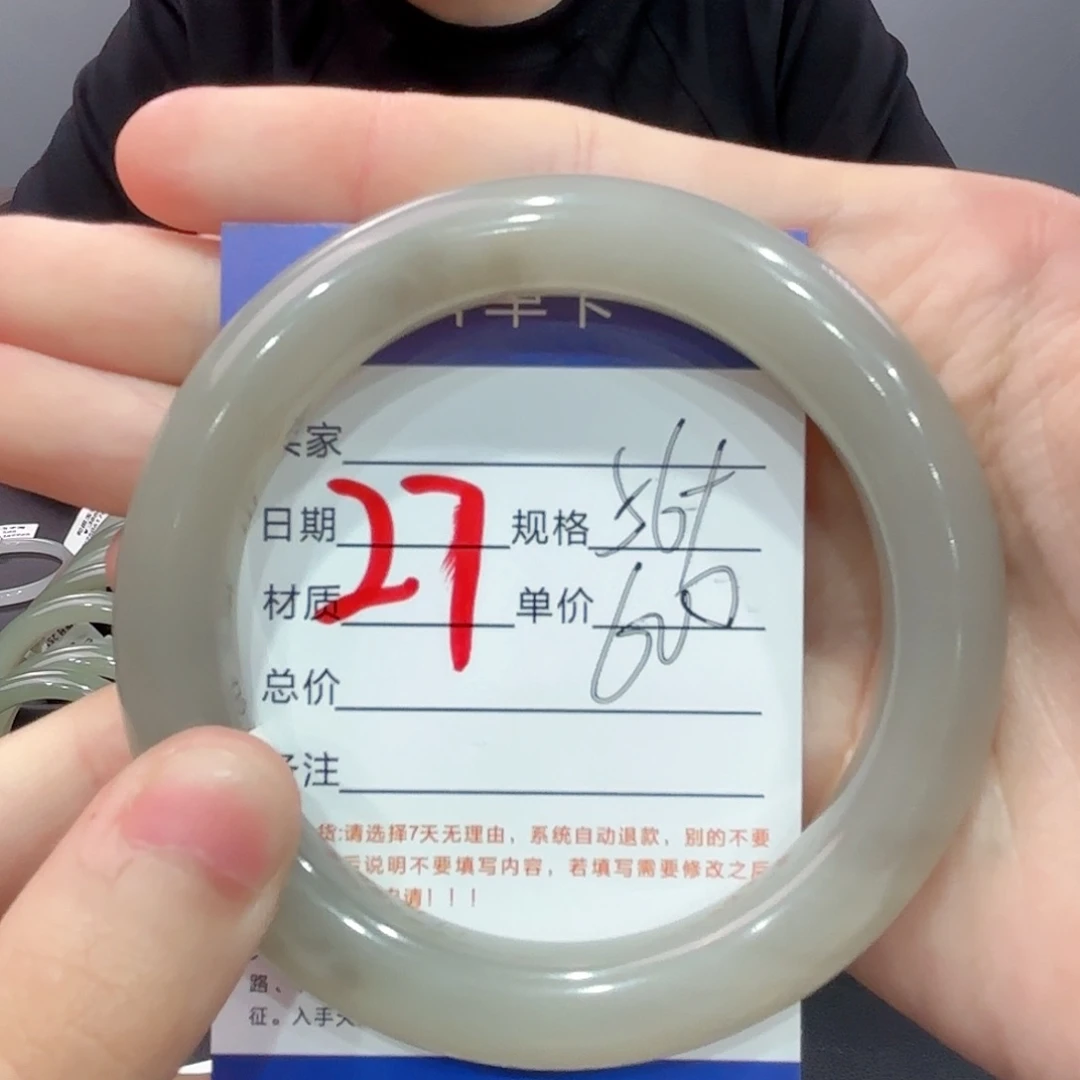 单卡
家
日期 27 规格 56+
材质 单价 600
总价
注
货:请选择7天无理由，系统自动退款，别的不要
后说明不要填写内容，若填写需要修改之后
申请！！！
路、
征。入手